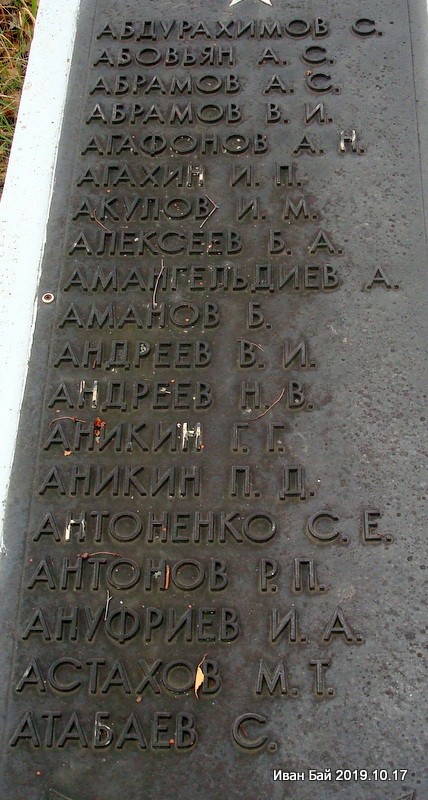 АБДУРАХИМОВ С.
АБОВЬЯН А. С.
АБРАМОВ А. С.
АБРАМОВ В. И.
АГАФОНОВ А. Н.
АГАХИН И. П.
АКУЛОВ И. М.
АЛЕКСЕЕВ Б. А.
АМАНГЕЛЬДИЕВ А.
АМАНОВ Б.
АНДРЕЕВ В. И.
АНДРЕЕВ Н. В.
АНИКИН Г. Г.
АНИКИН П. Д.
АНТОНЕНКО С. Е.
АНТОНОВ Р. П.
АНУФРИЕВ И. А.
АСТАХОВ М. Т.
АТАБАЕВ С.
Иван Бай 2019.10.17